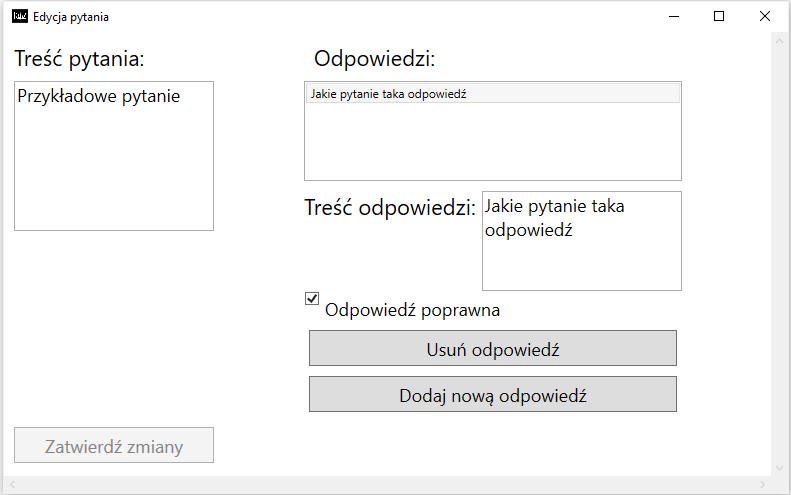 Edycja pytania
Treść pytania:
Przykładowe pytanie
Odpowiedzi:
Jakie pytanie taka odpowiedź
Treść odpowiedzi:
Jakie pytanie taka
odpowiedź
Odpowiedź poprawna
Usuń odpowiedź
Dodaj nową odpowiedź
Zatwierdź zmiany